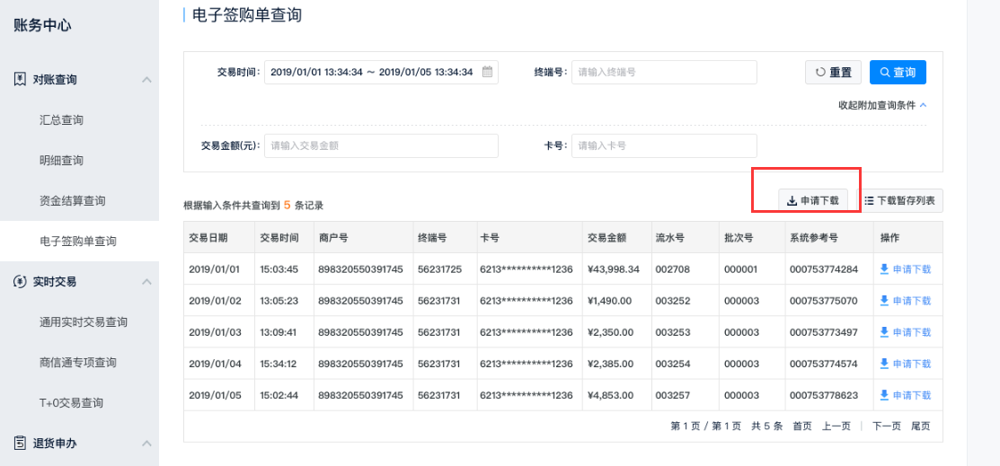 账务中心
对账查询
汇总查询
明细查询
资金结算查询
电子签购单查询
实时交易
通用实时交易查询
商信通专项查询
T+0交易查询
退货申办
电子签购单查询
交易时间: 2019/01/01 13:34:34 ～ 2019/01/05 13:34:34 终端号: 请输入终端号 重置 查询
收起附加查询条件
交易金额(元): 请输入交易金额 卡号: 请输入卡号
根据输入条件共查询到 5 条记录 申请下载 下载暂存列表
交易日期 交易时间 商户号 终端号 卡号 交易金额 流水号 批次号 系统参考号 操作
2019/01/01 15:03:45 898320550391745 56231725 6213**********1236 ¥43,998.34 002708 000001 000753774284 申请下载
2019/01/02 13:05:23 898320550391745 56231731 6213**********1236 ¥1,490.00 003252 000003 000753775070 申请下载
2019/01/03 13:09:41 898320550391745 56231731 6213**********1236 ¥2,350.00 003253 000003 000753773497 申请下载
2019/01/04 15:34:12 898320550391745 56231731 6213**********1236 ¥2,385.00 003254 000003 000753774574 申请下载
2019/01/05 15:02:44 898320550391745 56231731 6213**********1236 ¥4,853.00 003257 000003 000753778623 申请下载
第 1 页 / 第 1 页 共 5 条 首页 上一页 | 下一页 尾页